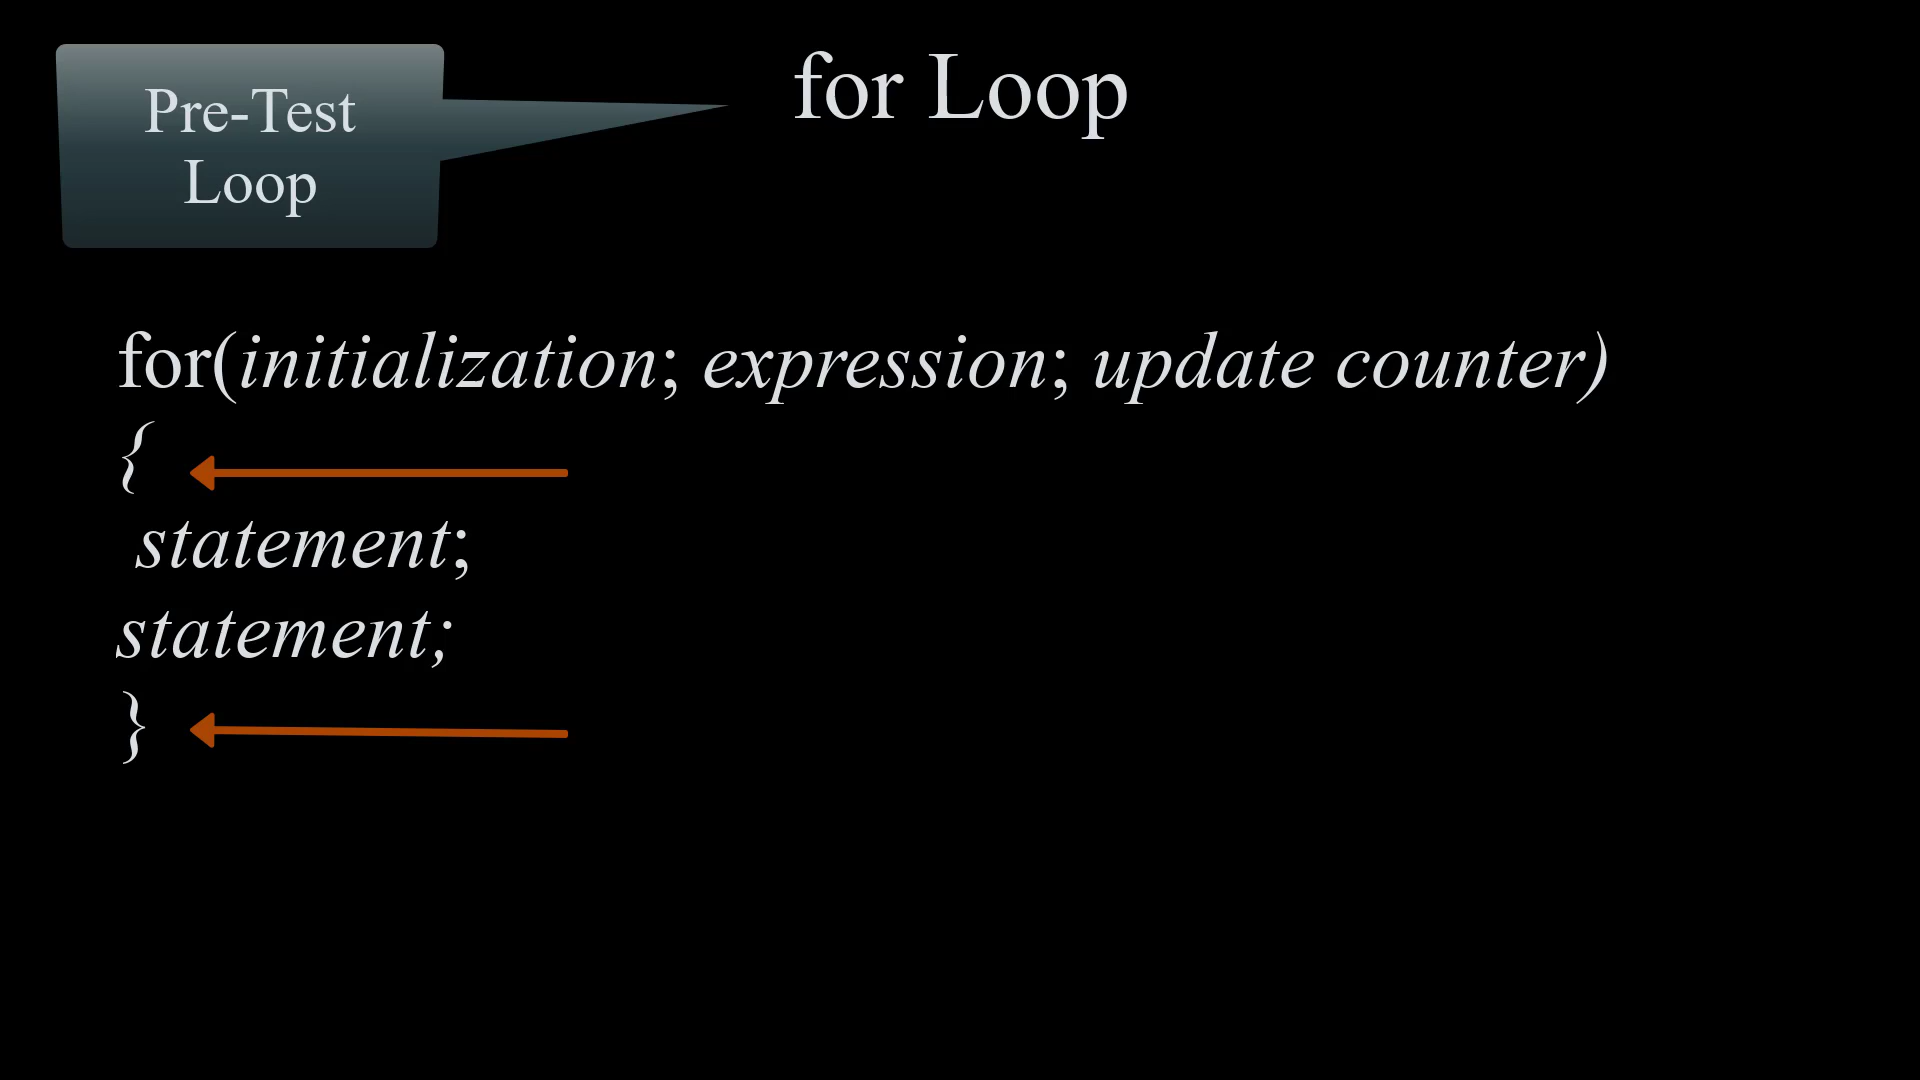 Pre-Test
Loop
for Loop
for(initialization; expression; update counter)
{
statement;
statement;
}